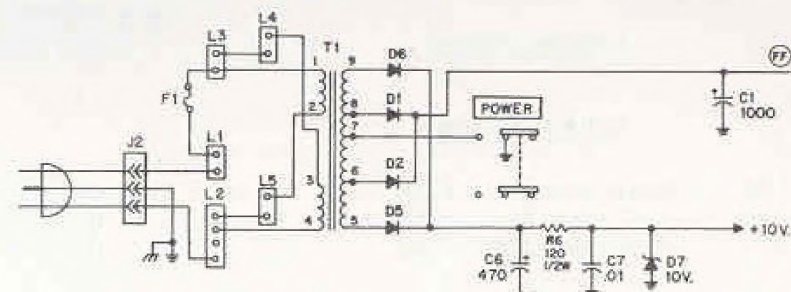 L4
L3
T1
D6
FF
1
9
F1
8
D1
C1
1000
+
POWER
2
7
J2
L1
D2
3
6
L2
L5
4
D5
5
+10V.
R6
120
1/2W
C6
470
+
C7
.01
D7
10V.